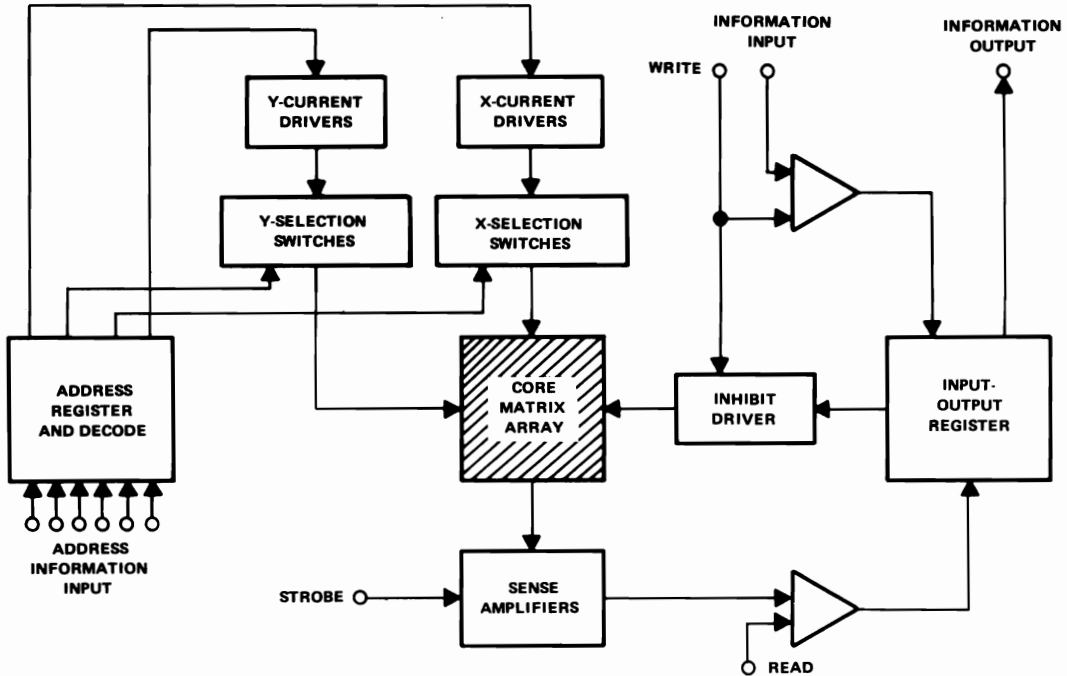 INFORMATION
INPUT
INFORMATION
OUTPUT
WRITE
Y-CURRENT
DRIVERS
X-CURRENT
DRIVERS
Y-SELECTION
SWITCHES
X-SELECTION
SWITCHES
ADDRESS
REGISTER
AND DECODE
CORE
MATRIX
ARRAY
INHIBIT
DRIVER
INPUT-
OUTPUT
REGISTER
ADDRESS
INFORMATION
INPUT
STROBE
SENSE
AMPLIFIERS
READ